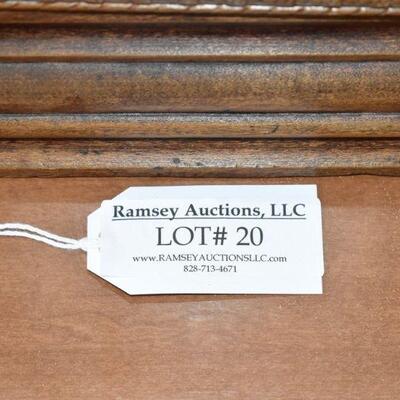 Ramsey Auctions, LLC
LOT# 20
www.RAMSEYAUCTIONSLLC.com
828-713-4671